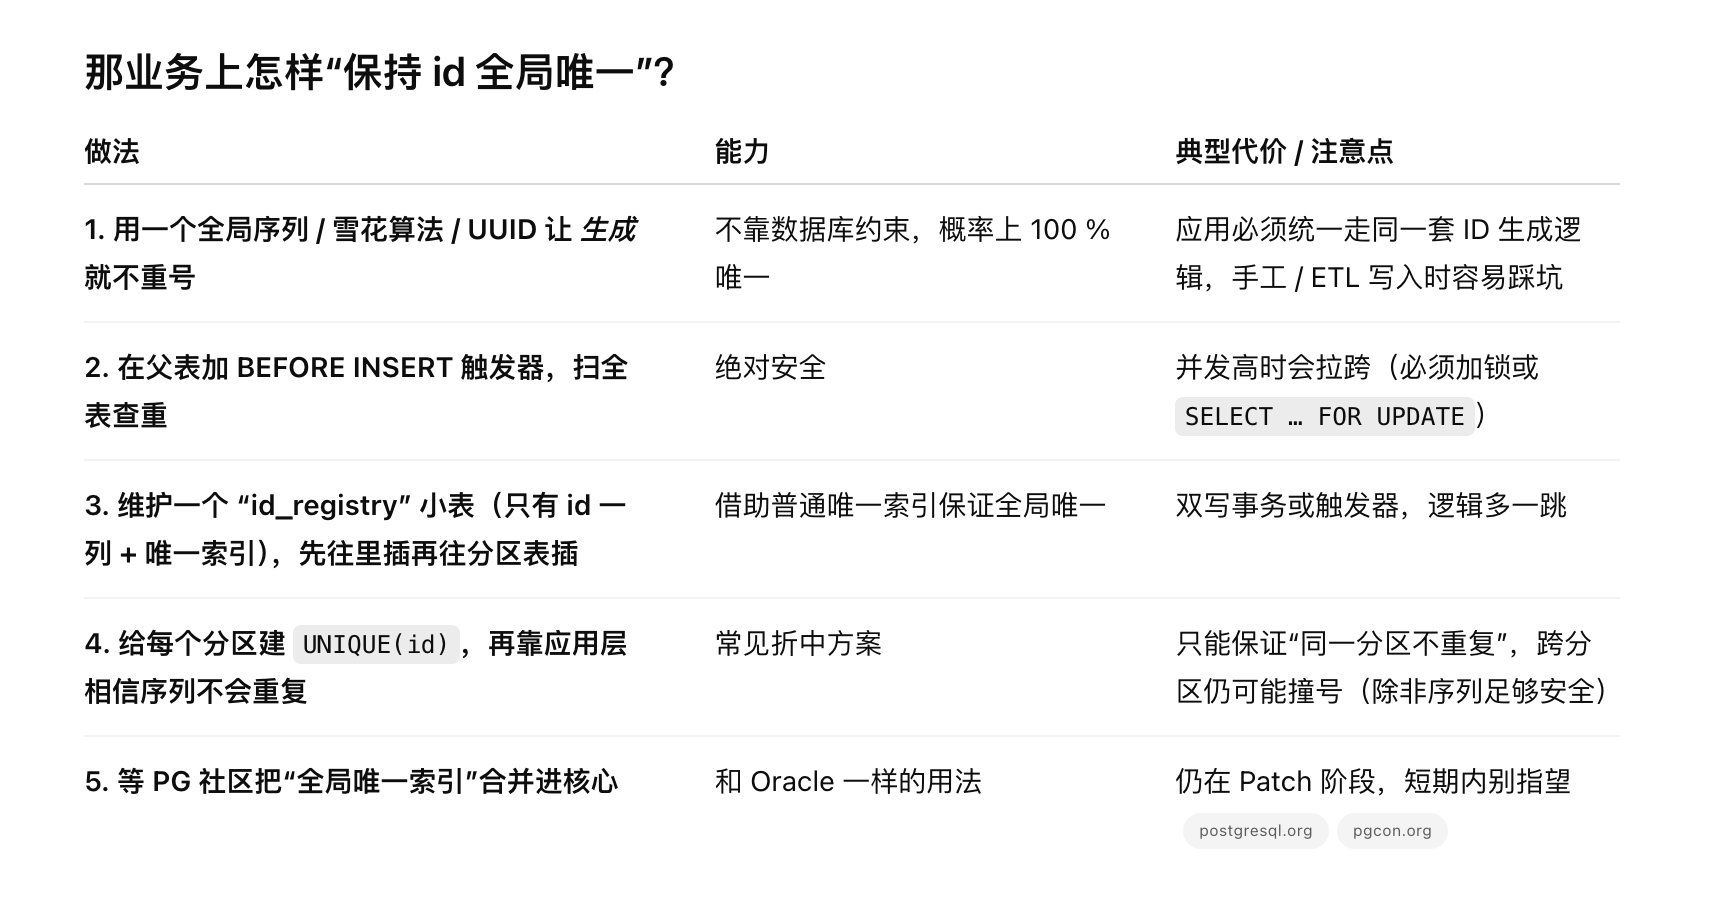 那业务上怎样“保持 id 全局唯一”?
做法 能力 典型代价 / 注意点
1. 用一个全局序列 / 雪花算法 / UUID 让 生成
就不重号
不靠数据库约束，概率上 100 %
唯一
应用必须统一走同一套 ID 生成逻
辑，手工 / ETL 写入时容易踩坑
2. 在父表加 BEFORE INSERT 触发器，扫全
表查重
绝对安全
并发高时会拉跨（必须加锁或
SELECT … FOR UPDATE）
3. 维护一个 “id_registry” 小表（只有 id 一
列 + 唯一索引），先往里插再往分区表插
借助普通唯一索引保证全局唯一
双写事务或触发器，逻辑多一跳
4. 给每个分区建 UNIQUE(id)，再靠应用层
相信序列不会重复
常见折中方案
只能保证“同一分区不重复”，跨分
区仍可能撞号（除非序列足够安全）
5. 等 PG 社区把“全局唯一索引”合并进核心
和 Oracle 一样的用法
仍在 Patch 阶段，短期内别指望
postgresql.org pgcon.org